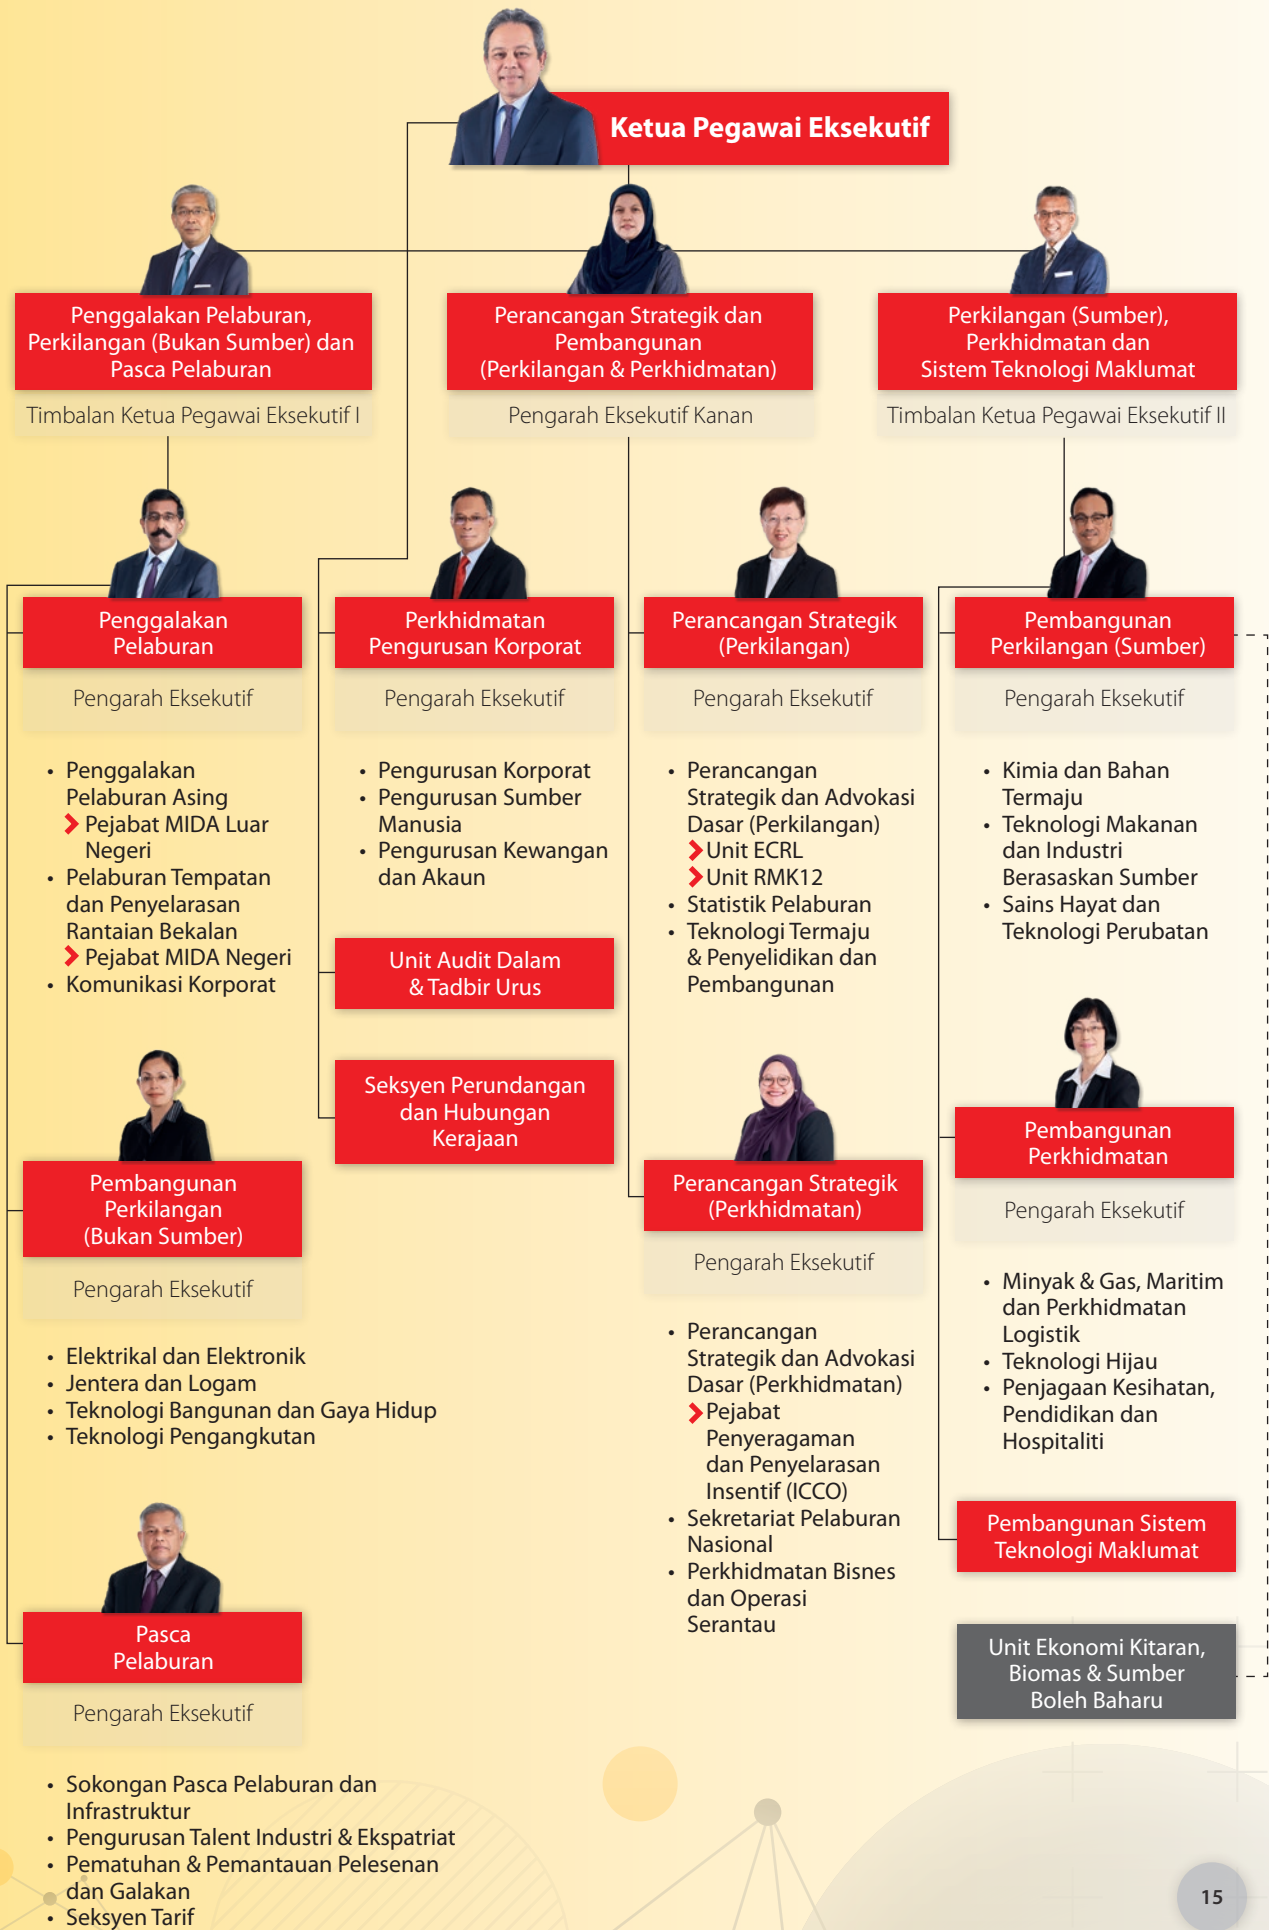 Ketua Pegawai Eksekutif
Penggalakan Pelaburan,
Perkilangan (Bukan Sumber) dan
Pasca Pelaburan
Timbalan Ketua Pegawai Eksekutif I
Perancangan Strategik dan
Pembangunan
(Perkilangan & Perkhidmatan)
Pengarah Eksekutif Kanan
Perkilangan (Sumber),
Perkhidmatan dan
Sistem Teknologi Maklumat
Timbalan Ketua Pegawai Eksekutif II
Penggalakan
Pelaburan
Pengarah Eksekutif
• Penggalakan
Pelaburan Asing
Pejabat MIDA Luar
Negeri
• Pelaburan Tempatan
dan Penyelarasan
Rantaian Bekalan
Pejabat MIDA Negeri
• Komunikasi Korporat
Pembangunan
Perkilangan
(Bukan Sumber)
Pengarah Eksekutif
• Elektrikal dan Elektronik
• Jentera dan Logam
• Teknologi Bangunan dan Gaya Hidup
• Teknologi Pengangkutan
Pasca
Pelaburan
Pengarah Eksekutif
• Sokongan Pasca Pelaburan dan
Infrastruktur
• Pengurusan Talent Industri & Ekspatriat
• Pematuhan & Pemantauan Pelesenan
dan Galakan
• Seksyen Tarif
Perkhidmatan
Pengurusan Korporat
Pengarah Eksekutif
• Pengurusan Korporat
• Pengurusan Sumber
Manusia
• Pengurusan Kewangan
dan Akaun
Unit Audit Dalam
& Tadbir Urus
Seksyen Perundangan
dan Hubungan
Kerajaan
Perancangan Strategik
(Perkilangan)
Pengarah Eksekutif
• Perancangan
Strategik dan Advokasi
Dasar (Perkilangan)
Unit ECRL
Unit RMK12
• Statistik Pelaburan
• Teknologi Termaju
& Penyelidikan dan
Pembangunan
Perancangan Strategik
(Perkhidmatan)
Pengarah Eksekutif
• Perancangan
Strategik dan Advokasi
Dasar (Perkhidmatan)
Pejabat
Penyeragaman
dan Penyelarasan
Insentif (ICCO)
• Sekretariat Pelaburan
Nasional
• Perkhidmatan Bisnes
dan Operasi
Serantau
Pembangunan
Perkilangan (Sumber)
Pengarah Eksekutif
• Kimia dan Bahan
Termaju
• Teknologi Makanan
dan Industri
Berasaskan Sumber
• Sains Hayat dan
Teknologi Perubatan
Pembangunan
Perkhidmatan
Pengarah Eksekutif
• Minyak & Gas, Maritim
dan Perkhidmatan
Logistik
• Teknologi Hijau
• Penjagaan Kesihatan,
Pendidikan dan
Hospitaliti
Pembangunan Sistem
Teknologi Maklumat
Unit Ekonomi Kitaran,
Biomas & Sumber
Boleh Baharu
15